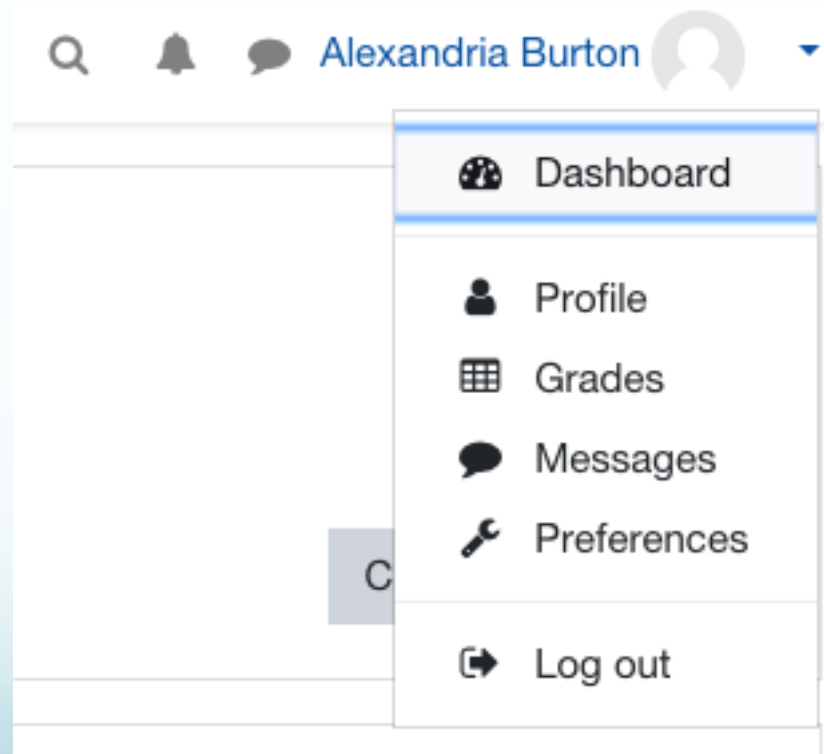 Alexandria Burton
Dashboard
Profile
Grades
Messages
Preferences
C
Log out